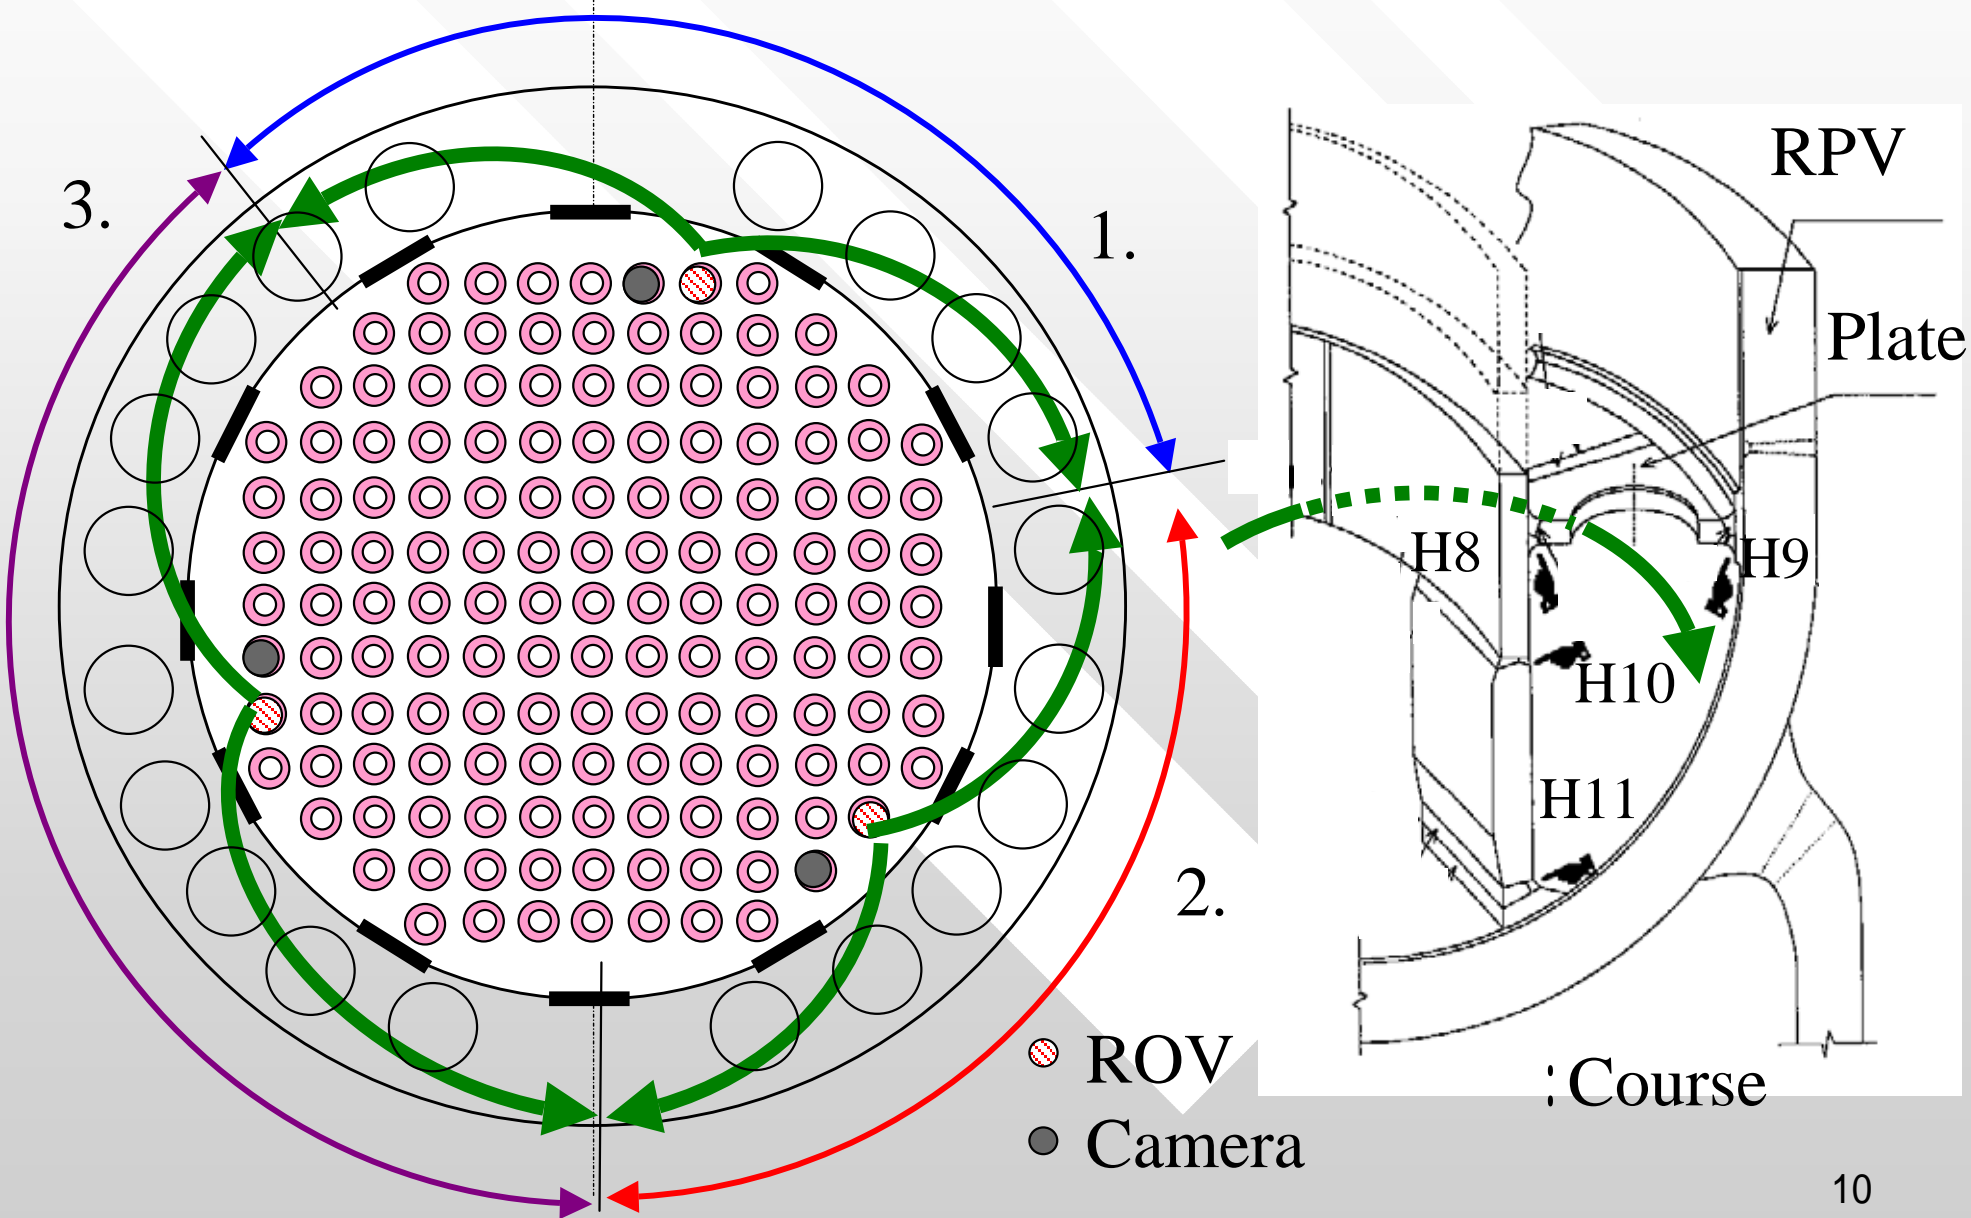 3.
1.
RPV
Plate
H8
H9
H10
H11
2.
ROV
: Course
Camera
10